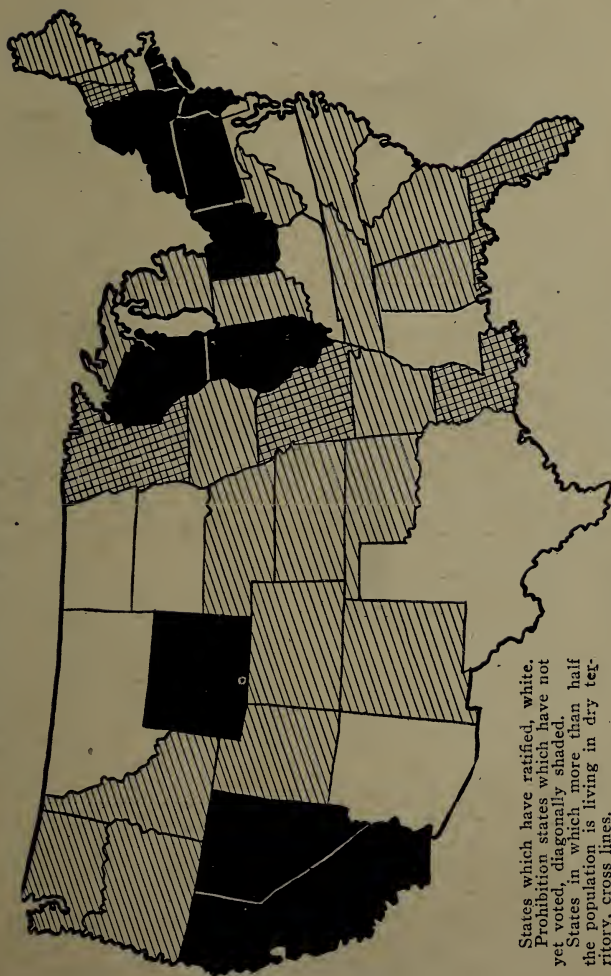 States which have ratified, white.
Prohibition states which have not
yet voted, diagonally shaded.
States in which more than half
the population is living in dry ter-
ritory, cross lines.